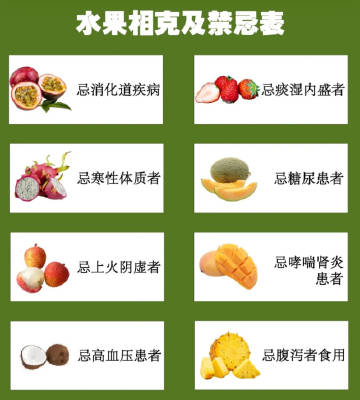 水果相克及禁忌表
忌消化道疾病
忌痰湿内盛者
忌寒性体质者
忌糖尿患者
忌上火阴虚者
忌哮喘肾炎
患者
忌高血压患者
忌腹泻者食用